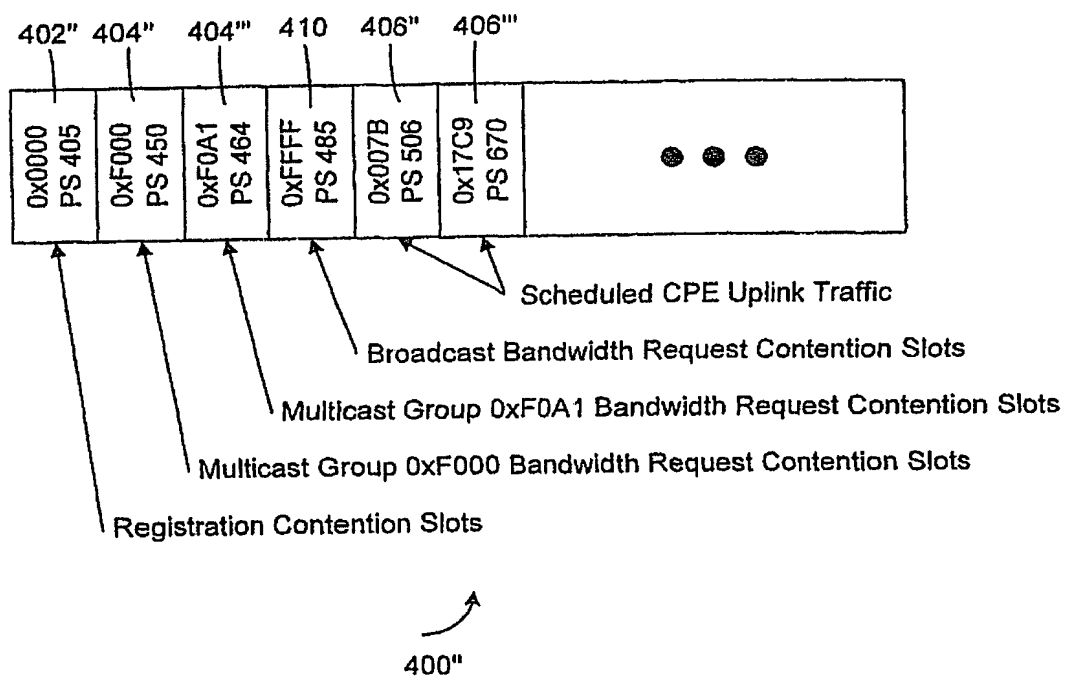 402" 404" 404''' 410 406" 406'''
0x0000
PS 405
0xF000
PS 450
0xF0A1
PS 464
0xFFFF
PS 485
0x007B
PS 506
0x17C9
PS 670
Scheduled CPE Uplink Traffic
Broadcast Bandwidth Request Contention Slots
Multicast Group 0xF0A1 Bandwidth Request Contention Slots
Multicast Group 0xF000 Bandwidth Request Contention Slots
Registration Contention Slots
400"